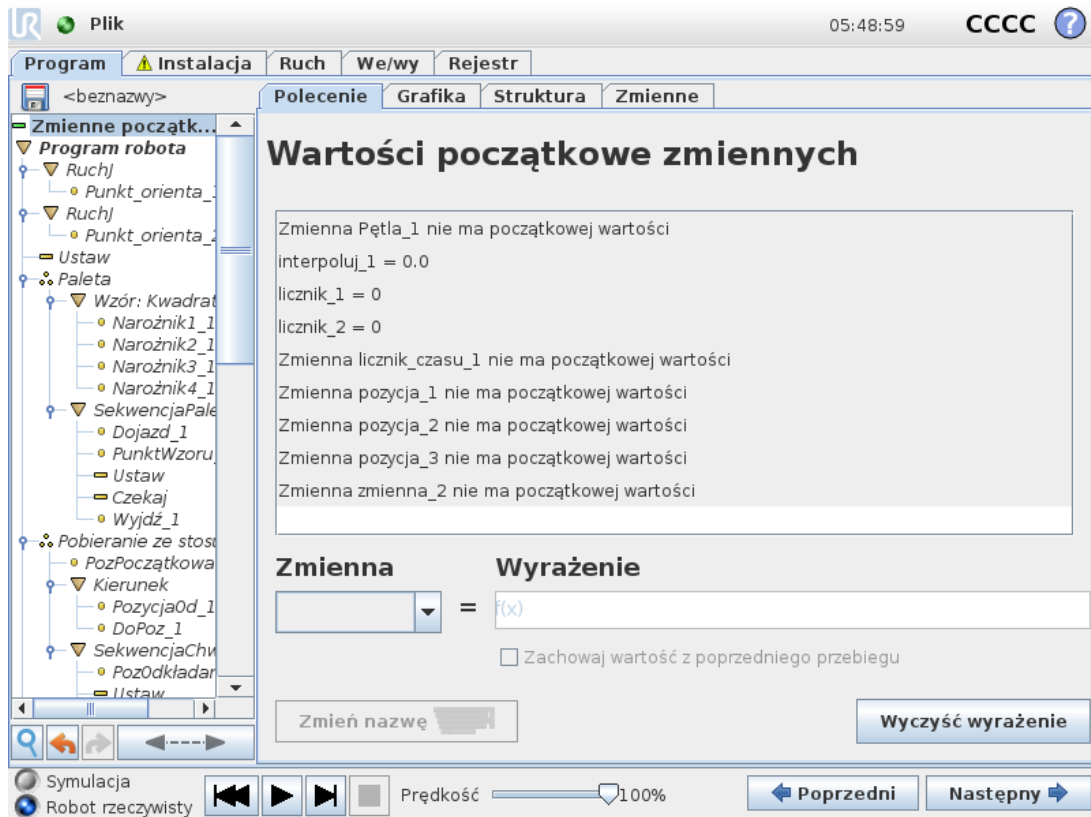 UR Plik 05:48:59 CCCC ?
Program Instalacja Ruch We/wy Rejestr
<beznazwy>
Polecenie Grafika Struktura Zmienne
Zmienne początk...
Program robota
RuchJ
Punkt_orienta_1
RuchJ
Punkt_orienta_2
Ustaw
Paleta
Wzór: Kwadrat
Narożnik1_1
Narożnik2_1
Narożnik3_1
Narożnik4_1
SekwencjaPale
Dojazd_1
PunktWzoru_
Ustaw
Czekaj
Wyjdź_1
Pobieranie ze stosu
PozPoczątkowa
Kierunek
PozycjaOd_1
DoPoz_1
SekwencjaChw
PozOdkładan
Ustaw
Wartości początkowe zmiennych
Zmienna Pętla_1 nie ma początkowej wartości
interpoluj_1 = 0.0
licznik_1 = 0
licznik_2 = 0
Zmienna licznik_czasu_1 nie ma początkowej wartości
Zmienna pozycja_1 nie ma początkowej wartości
Zmienna pozycja_2 nie ma początkowej wartości
Zmienna pozycja_3 nie ma początkowej wartości
Zmienna zmienna_2 nie ma początkowej wartości
Zmienna Wyrażenie
= f(x)
Zachowaj wartość z poprzedniego przebiegu
Zmień nazwę
Wyczyść wyrażenie
Symulacja
Robot rzeczywisty
Prędkość 100%
Poprzedni Następny